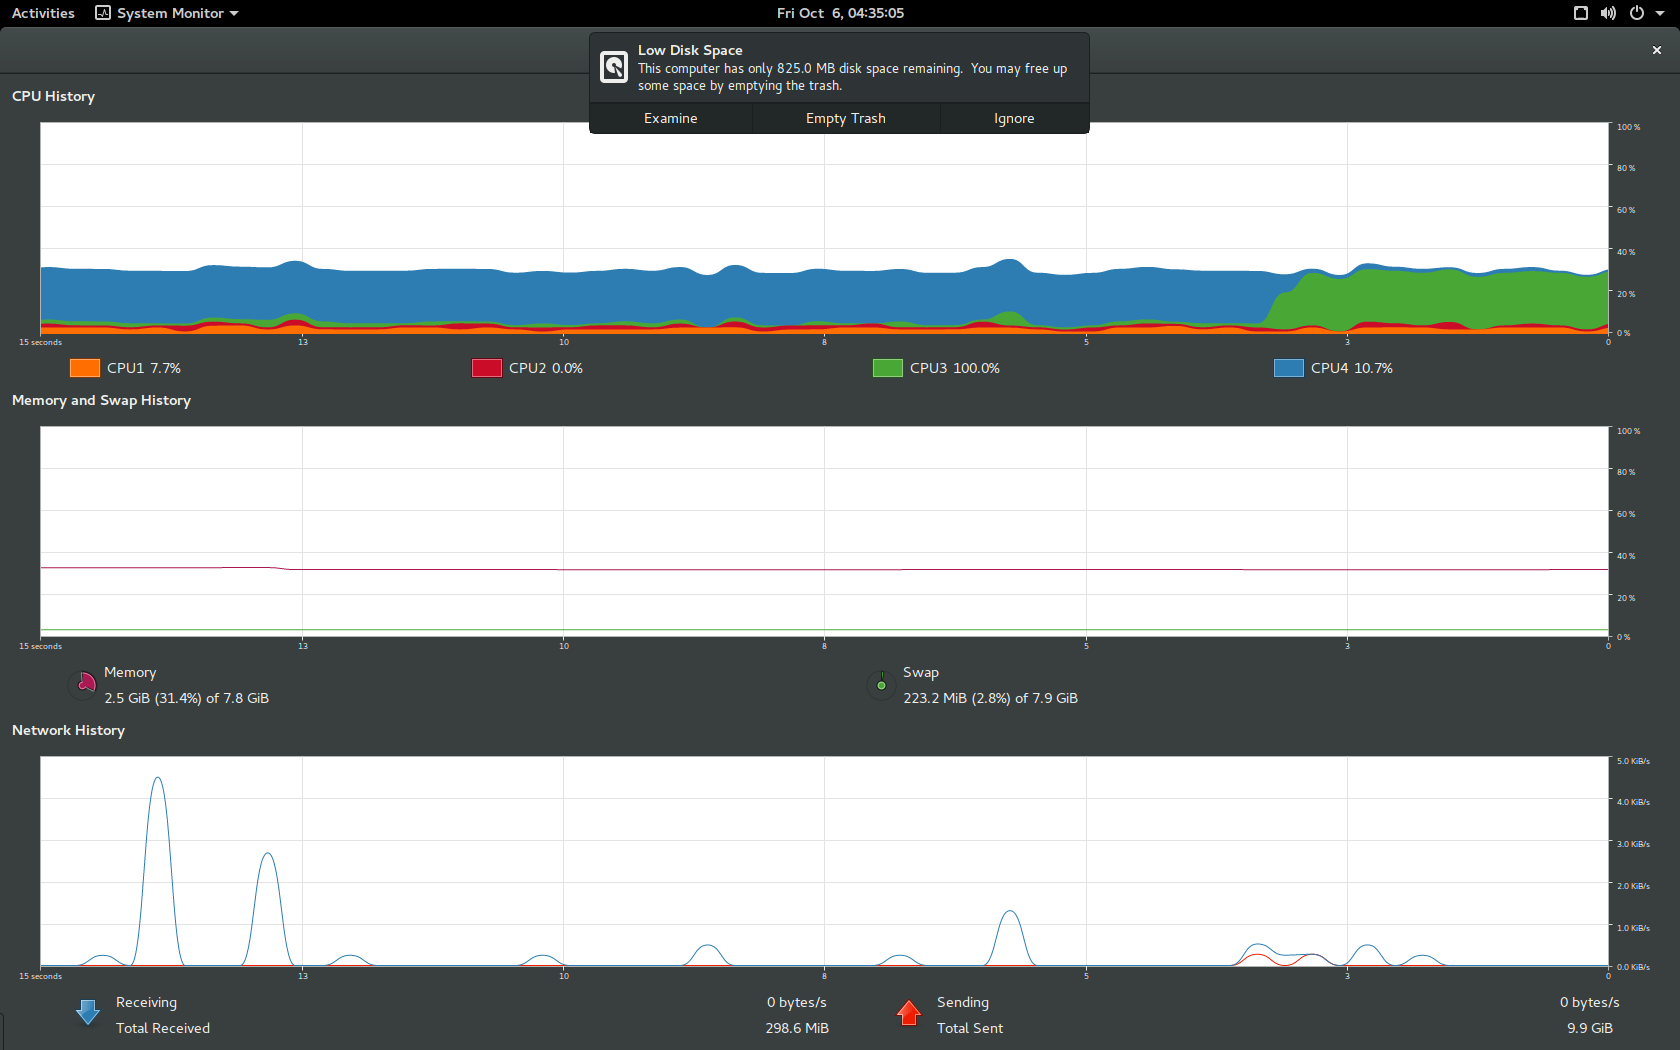 Activities
System Monitor
Fri Oct 6, 04:35:05
Low Disk Space
This computer has only 825.0 MB disk space remaining. You may free up
some space by emptying the trash.
Examine
Empty Trash
Ignore
CPU History
100 %
80 %
60 %
40 %
20 %
0 %
15 seconds 13 10 8 5 3 0
CPU1 7.7%
CPU2 0.0%
CPU3 100.0%
CPU4 10.7%
Memory and Swap History
100 %
80 %
60 %
40 %
20 %
0 %
15 seconds 13 10 8 5 3 0
Memory
2.5 GiB (31.4%) of 7.8 GiB
Swap
223.2 MiB (2.8%) of 7.9 GiB
Network History
5.0 KiB/s
4.0 KiB/s
3.0 KiB/s
2.0 KiB/s
1.0 KiB/s
0.0 KiB/s
15 seconds 13 10 8 5 3 0
Receiving 0 bytes/s
Total Received 298.6 MiB
Sending 0 bytes/s
Total Sent 9.9 GiB